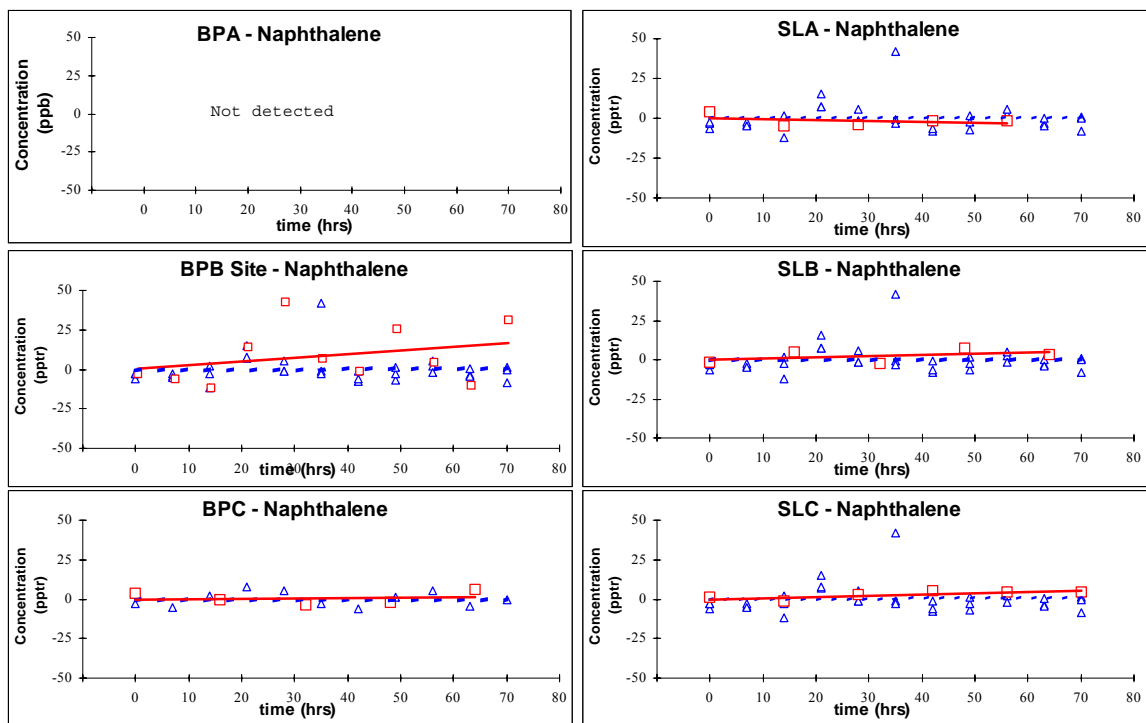 BPA - Naphthalene
Concentration
(ppb)
50
25
0
-25
-50
Not detected
0 10 20 30 40 50 60 70 80
time (hrs)
SLA - Naphthalene
Concentration
(pptr)
50
25
0
-25
-50
0 10 20 30 40 50 60 70 80
time (hrs)
BPB Site - Naphthalene
Concentration
(pptr)
50
25
0
-25
-50
0 10 20 30 40 50 60 70 80
time (hrs)
SLB - Naphthalene
Concentration
(pptr)
50
25
0
-25
-50
0 10 20 30 40 50 60 70 80
time (hrs)
BPC - Naphthalene
Concentration
(pptr)
50
25
0
-25
-50
0 10 20 30 40 50 60 70 80
time (hrs)
SLC - Naphthalene
Concentration
(pptr)
50
25
0
-25
-50
0 10 20 30 40 50 60 70 80
time (hrs)